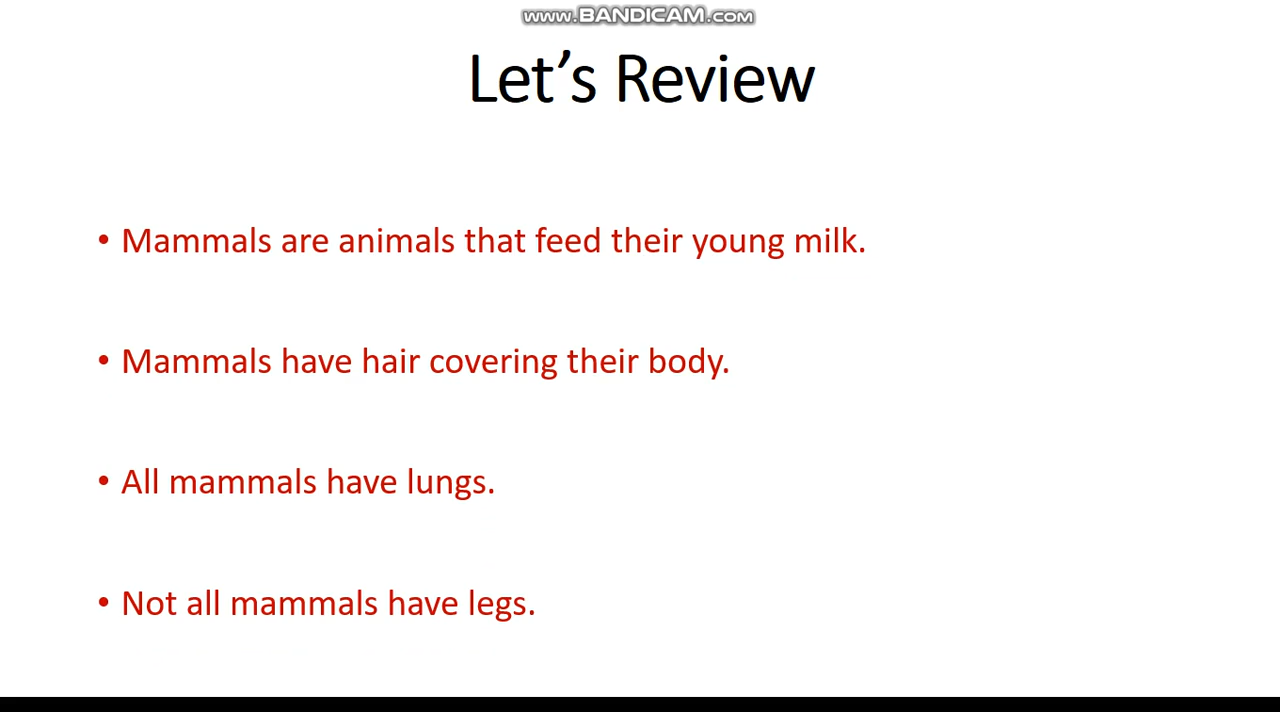 www.BANDICAM.com
Let’s Review
• Mammals are animals that feed their young milk.
• Mammals have hair covering their body.
• All mammals have lungs.
• Not all mammals have legs.